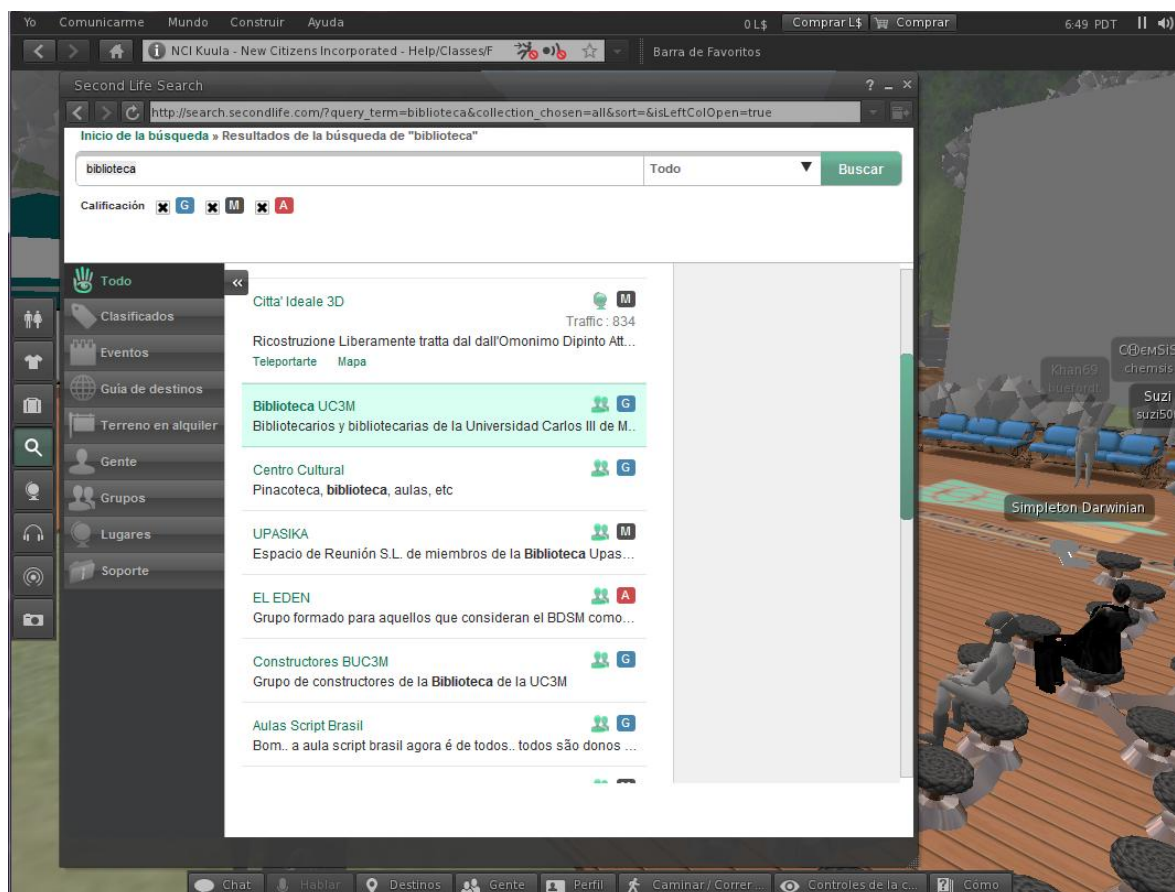 Yo Comunicarme Mundo Construir Ayuda 0 L$ Comprar L$ Comprar 6:49 PDT
NCI Kuula - New Citizens Incorporated - Help/Classes/F Barra de Favoritos
Second Life Search ? _ ×
http://search.secondlife.com/?query_term=biblioteca&collection_chosen=all&sort=&isLeftColOpen=true
Inicio de la búsqueda » Resultados de la búsqueda de "biblioteca"
biblioteca Todo Buscar
Calificación G M A
Todo
Clasificados
Eventos
Guía de destinos
Terreno en alquiler
Gente
Grupos
Lugares
Soporte
«
Citta' Ideale 3D M
Traffic : 834
Ricostruzione Liberamente tratta dal dall'Omonimo Dipinto Att...
Teleportarte Mapa
Biblioteca UC3M G
Bibliotecarios y bibliotecarias de la Universidad Carlos III de M..
Centro Cultural G
Pinacoteca, biblioteca, aulas, etc
UPASIKA M
Espacio de Reunión S.L. de miembros de la Biblioteca Upas...
EL EDEN A
Grupo formado para aquellos que consideran el BDSM como...
Constructores BUC3M G
Grupo de constructores de la Biblioteca de la UC3M
Aulas Script Brasil G
Bom.. a aula script brasil agora é de todos.. todos são donos ...
chemsis
Khan69
Suzi
suzi50
Simpleton Darwinian
Chat Hablar Destinos Gente Perfil Caminar / Correr... Controles de la c... Cómo